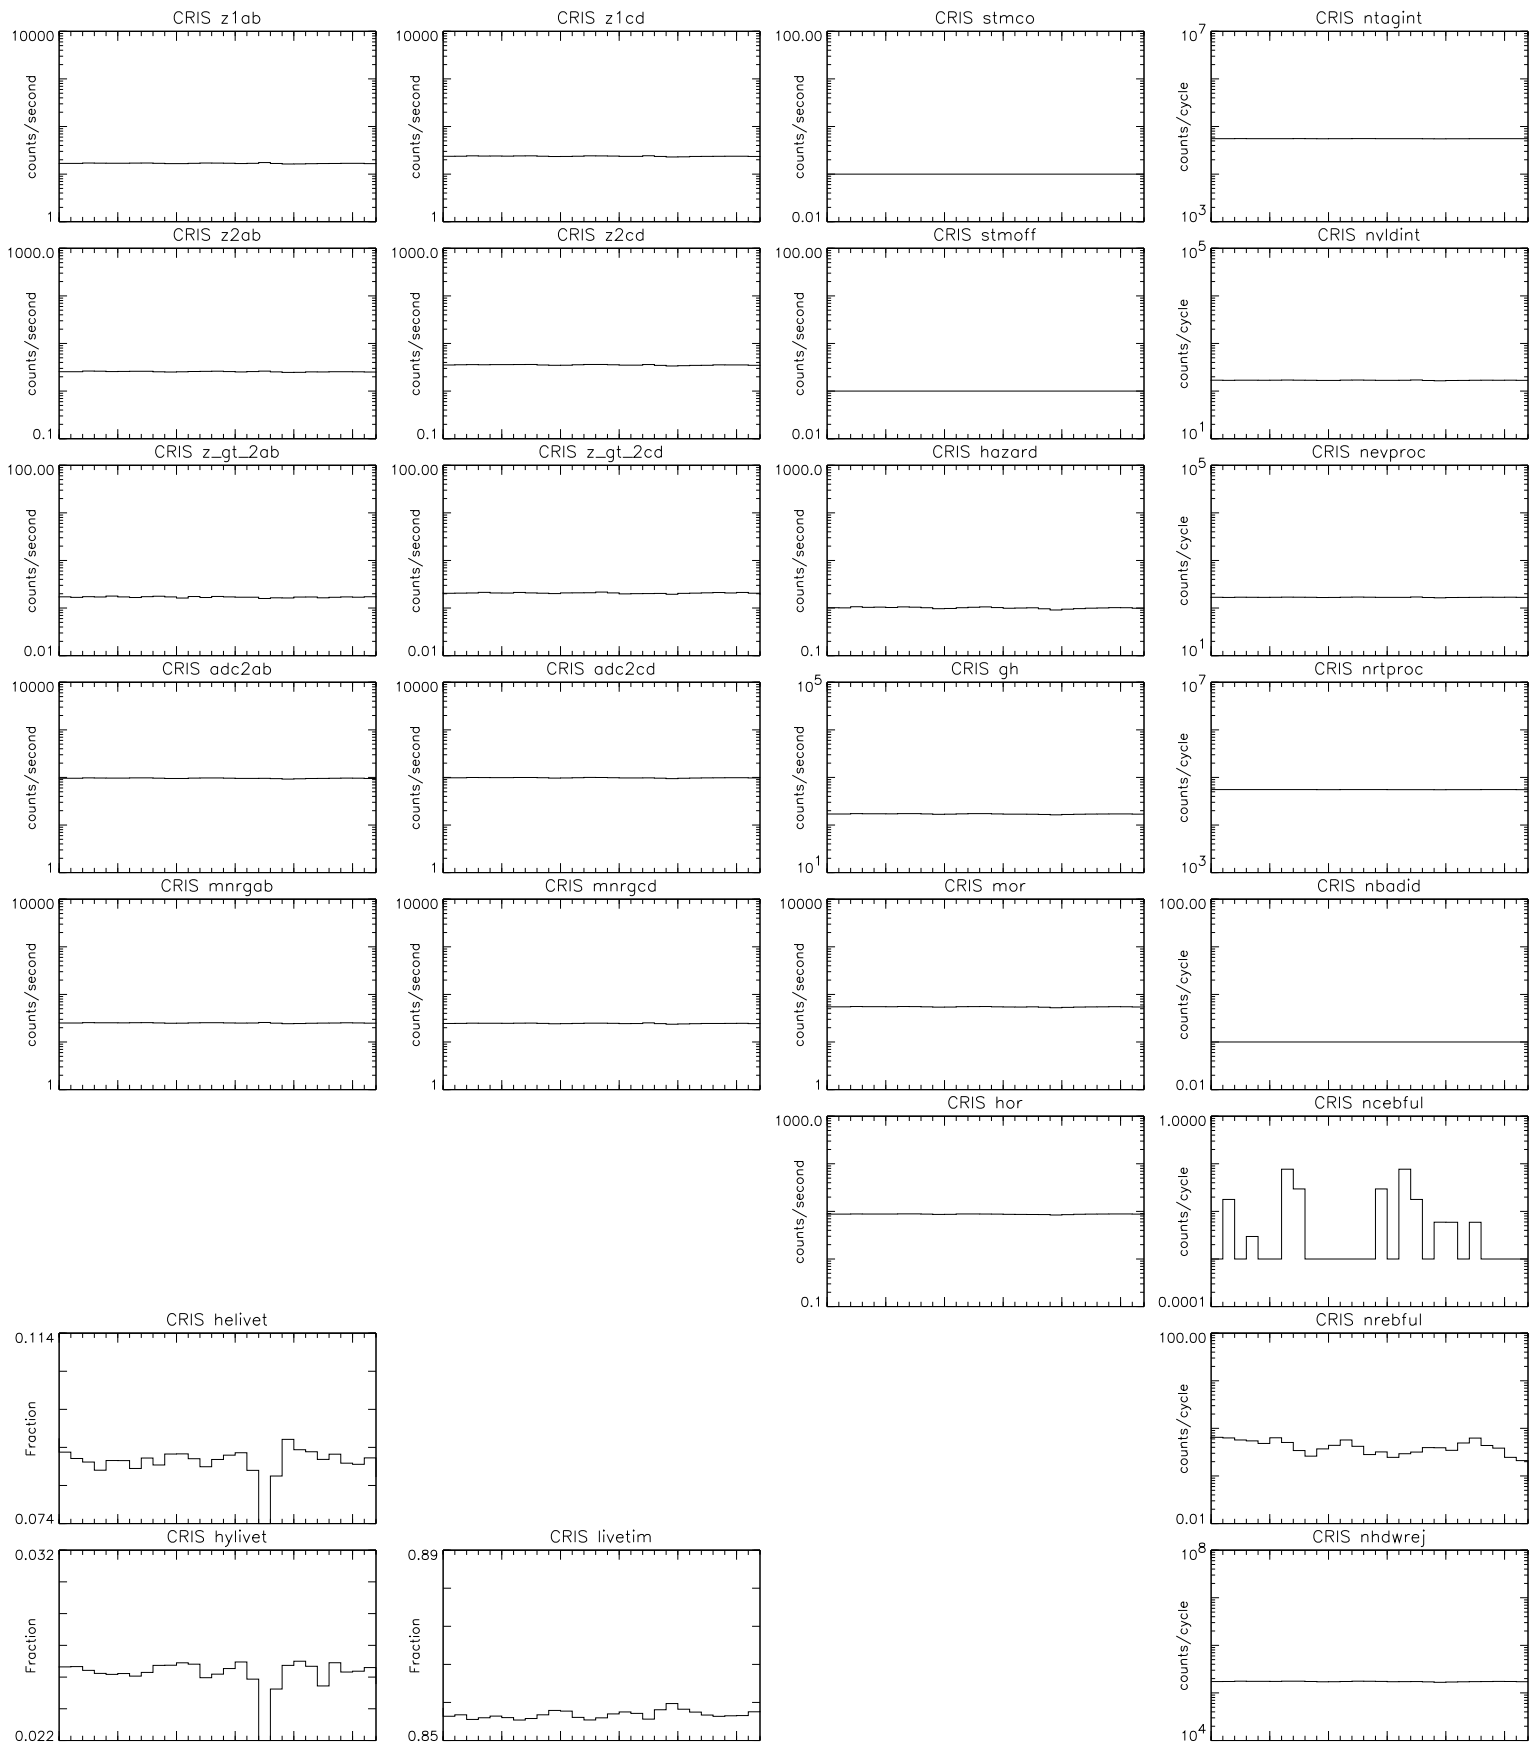 CRIS z1ab
10000
counts/second
1
CRIS z1cd
10000
counts/second
1
CRIS stmco
100.00
counts/second
0.01
CRIS ntagint
10^7
counts/cycle
10^3
CRIS z2ab
1000.0
counts/second
0.1
CRIS z2cd
1000.0
counts/second
0.1
CRIS stmoff
100.00
counts/second
0.01
CRIS nvldint
10^5
counts/cycle
10^1
CRIS z_gt_2ab
100.00
counts/second
0.01
CRIS z_gt_2cd
100.00
counts/second
0.01
CRIS hazard
1000.0
counts/second
0.1
CRIS nevproc
10^5
counts/cycle
10^1
CRIS adc2ab
10000
counts/second
1
CRIS adc2cd
10000
counts/second
1
CRIS gh
10^5
counts/second
10^1
CRIS nrtproc
10^7
counts/cycle
10^3
CRIS mnrgab
10000
counts/second
1
CRIS mnrgcd
10000
counts/second
1
CRIS mor
10000
counts/second
1
CRIS nbadid
100.00
counts/cycle
0.01
CRIS hor
1000.0
counts/second
0.1
CRIS ncebful
1.0000
counts/cycle
0.0001
CRIS helivet
0.114
Fraction
0.074
CRIS nrebful
100.00
counts/cycle
0.01
CRIS hylivet
0.032
Fraction
0.022
CRIS livetim
0.89
Fraction
0.85
CRIS nhdwrej
10^8
counts/cycle
10^4